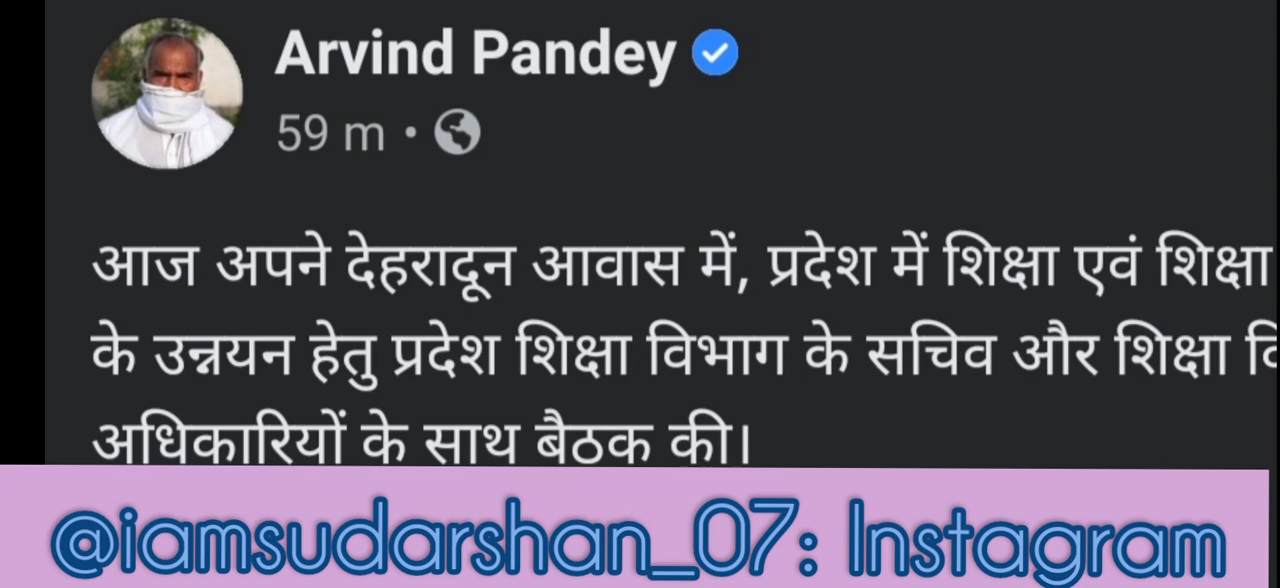 Arvind Pandey
59 m •
आज अपने देहरादून आवास में, प्रदेश में शिक्षा एवं शिक्षा
के उन्नयन हेतु प्रदेश शिक्षा विभाग के सचिव और शिक्षा
अधिकारियों के साथ बैठक की।
@iamsudarshan_07: Instagram